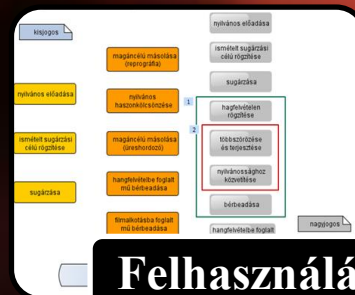 kisjogos
nyilvános előadása
ismételt sugárzási
célú rögzítése
sugárzása
magáncélú másolása
(reprográfia)
nyilvános
haszonkölcsönzése
magáncélú másolása
(üreshordozó)
hangfelvételbe foglalt
mű bérbeadása
filmalkotásba foglalt
mű bérbeadása
nyilvános előadása
ismételt sugárzási
célú rögzítése
sugárzása
1
hagfelvételen
rögzítése
2
többszörözése
és terjesztése
nyilvánossághoz
közvetítése
bérbeadása
hangfelvételbe foglalt
nagyjogos
Felhasználá